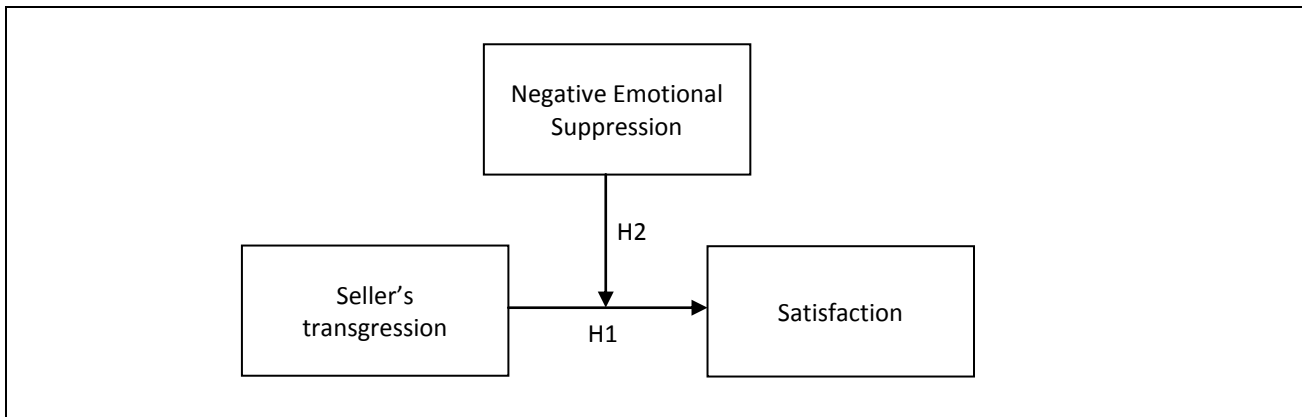 Negative Emotional
Suppression
H2
Seller’s
transgression
H1
Satisfaction